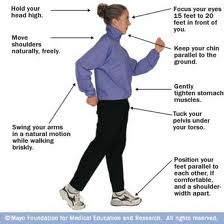 Hold your
head high.
Focus your eyes
15 feet to 20
feet in front of
you.
Move
shoulders
naturally, freely.
Keep your chin
parallel to the
ground.
Gently
tighten stomach
muscles.
Tuck your
pelvis under
your torso.
Swing your arms
in a natural motion
while walking
briskly.
Position your
feet parallel to
each other, if
comfortable,
and a shoulder-
width apart.
©Mayo Foundation for Medical Education and Research. All rights reserved.